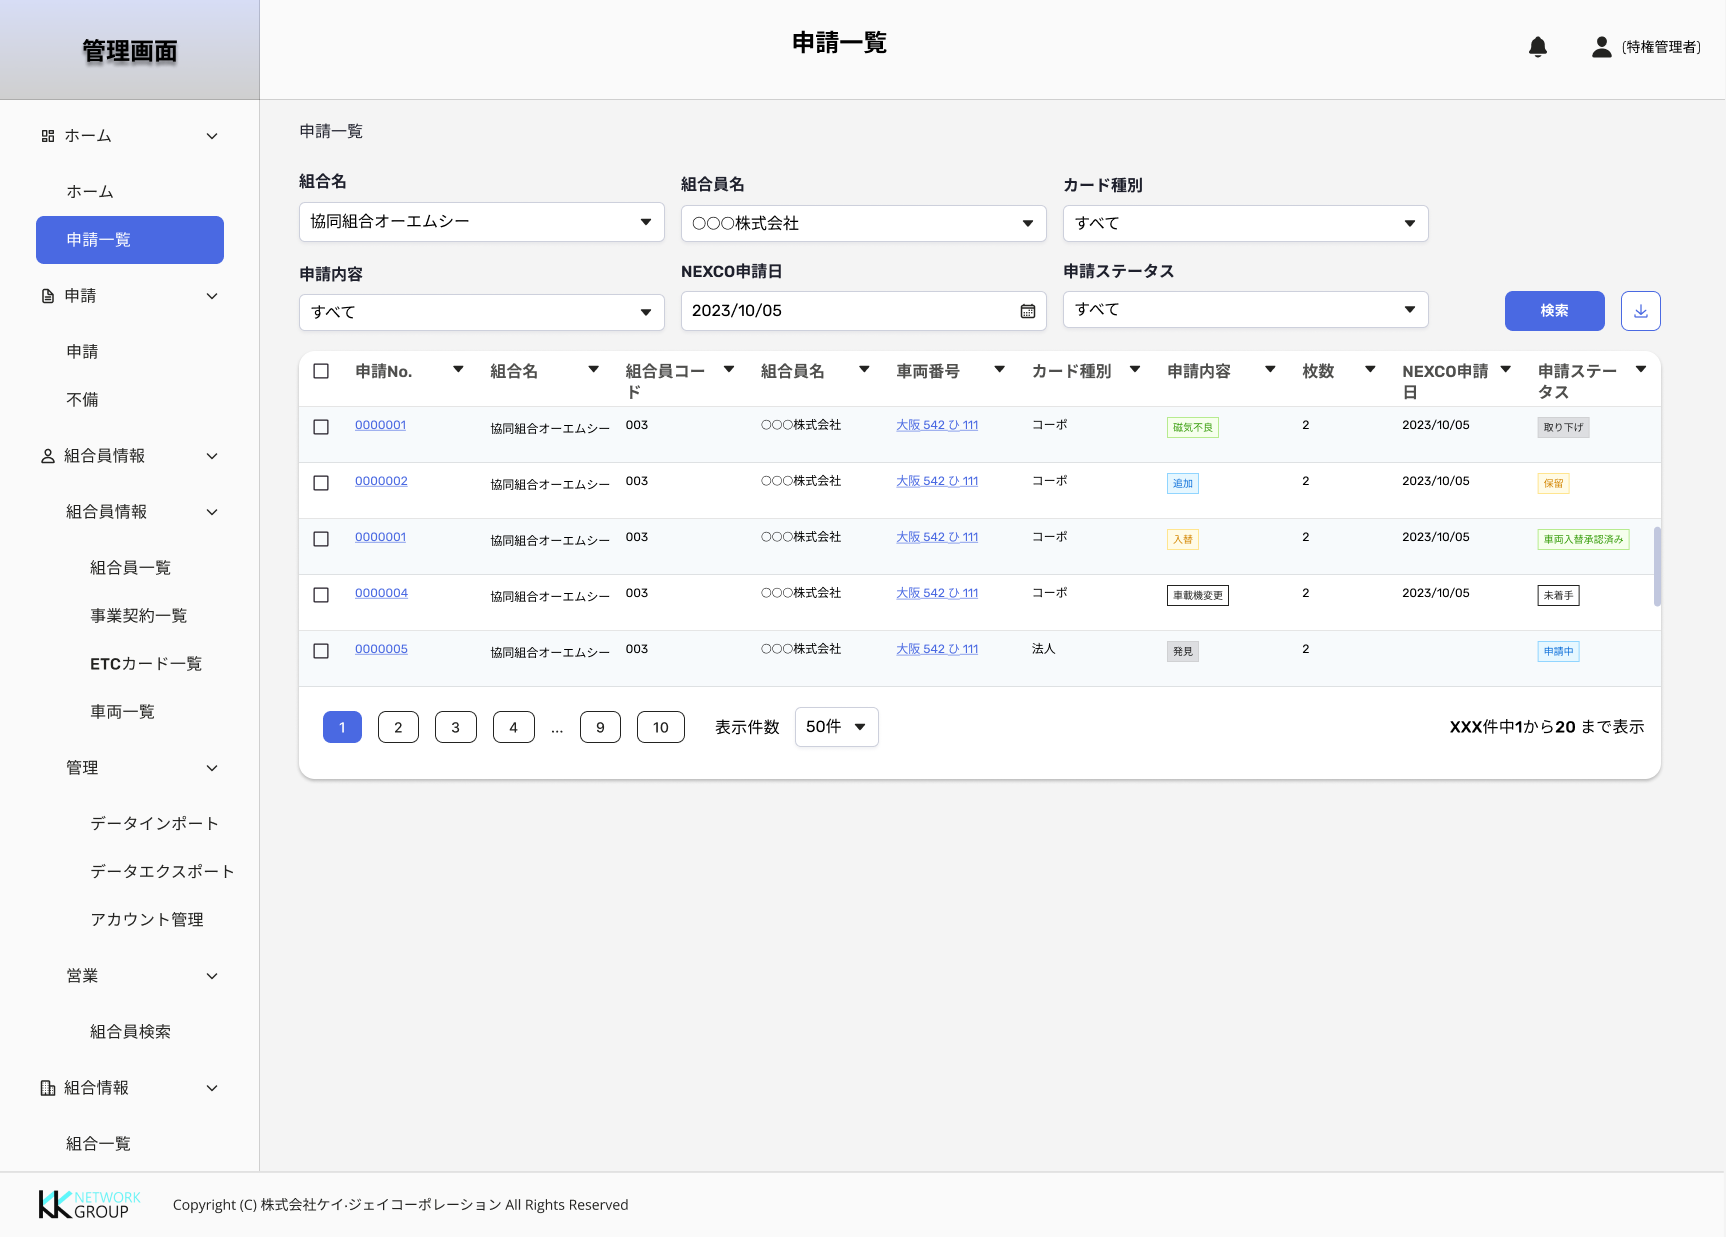 管理画面
申請一覧
(特権管理者)
ホーム
ホーム
申請一覧
申請
申請
不備
組合員情報
組合員情報
組合員一覧
事業契約一覧
ETCカード一覧
車両一覧
管理
データインポート
データエクスポート
アカウント管理
営業
組合員検索
組合情報
組合一覧
申請一覧
組合名
組合員名
カード種別
協同組合オーエムシー
○○○株式会社
すべて
申請内容
NEXCO申請日
申請ステータス
すべて
2023/10/05
すべて
検索
申請No. 組合名 組合員コード 組合員名 車両番号 カード種別 申請内容 枚数 NEXCO申請日 申請ステータス
0000001 協同組合オーエムシー 003 ○○○株式会社 大阪 542 ひ 111 コーポ 磁気不良 2 2023/10/05 取り下げ
0000002 協同組合オーエムシー 003 ○○○株式会社 大阪 542 ひ 111 コーポ 追加 2 2023/10/05 保留
0000001 協同組合オーエムシー 003 ○○○株式会社 大阪 542 ひ 111 コーポ 入替 2 2023/10/05 車両入替承認済み
0000004 協同組合オーエムシー 003 ○○○株式会社 大阪 542 ひ 111 コーポ 車載機変更 2 2023/10/05 未着手
0000005 協同組合オーエムシー 003 ○○○株式会社 大阪 542 ひ 111 法人 発見 2 申請中
1 2 3 4 ... 9 10 表示件数 50件 XXX件中1から20 まで表示
KK NETWORK GROUP
Copyright (C) 株式会社ケイ・ジェイコーポレーション All Rights Reserved